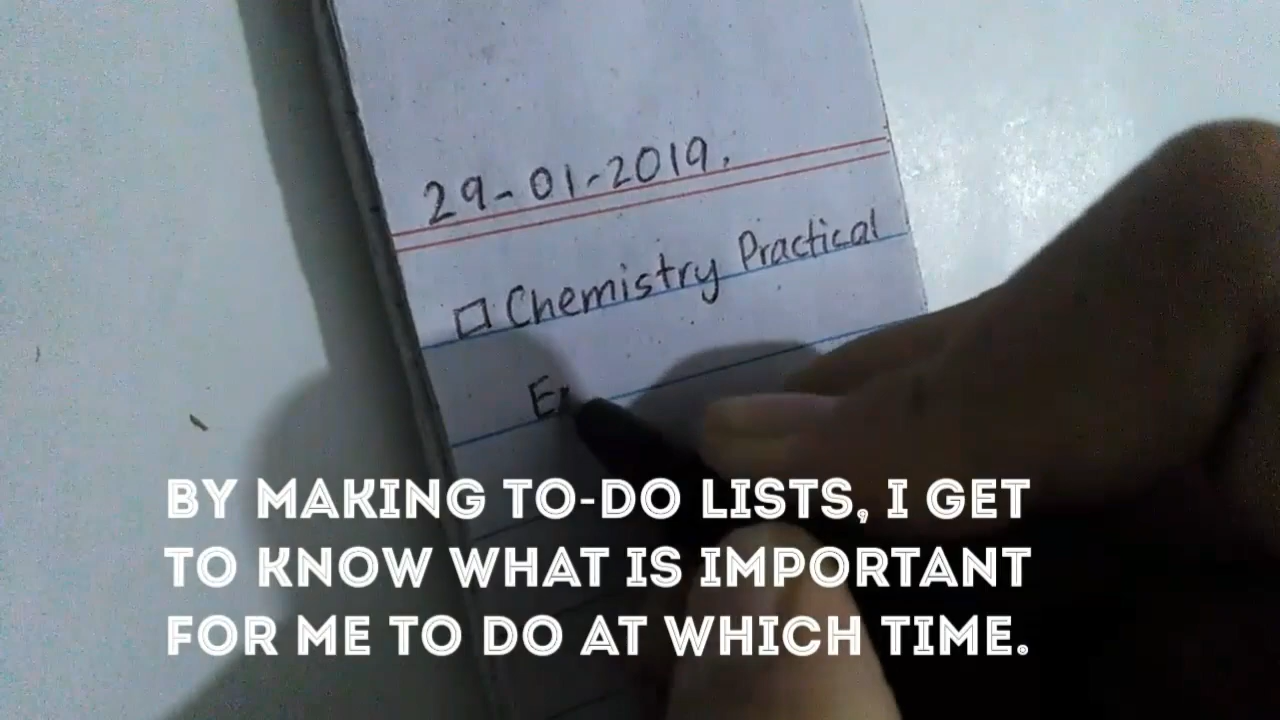 29-01-2019.
☐ Chemistry Practical
BY MAKING TO-DO LISTS, I GET
TO KNOW WHAT IS IMPORTANT
FOR ME TO DO AT WHICH TIME.